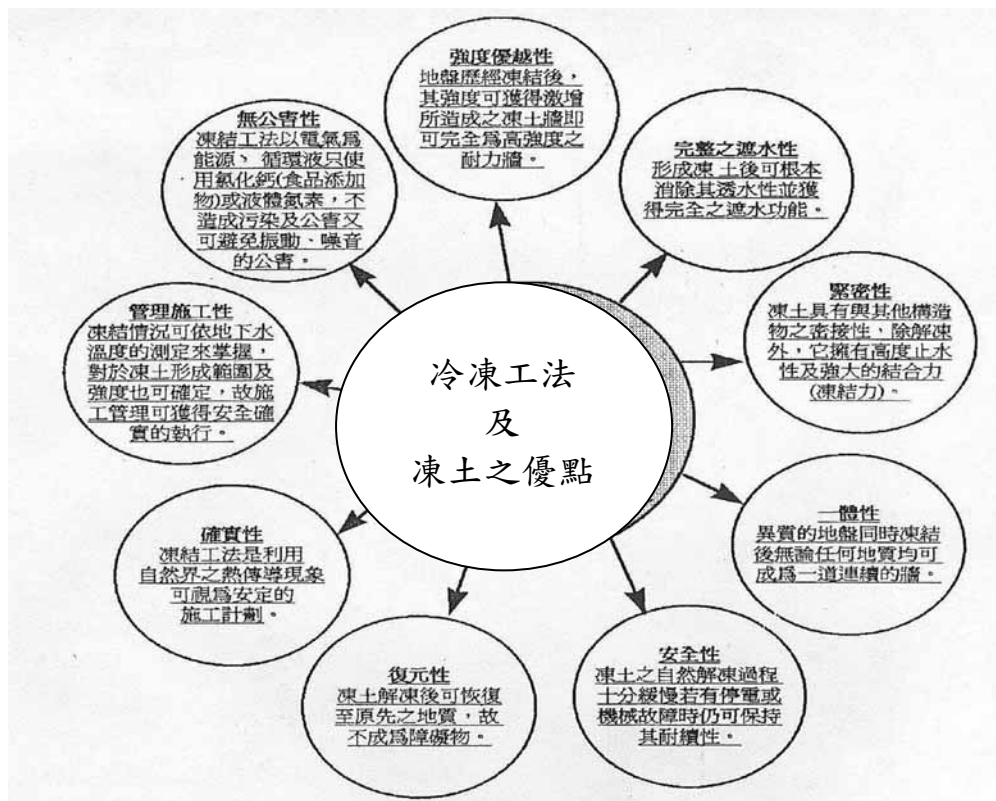 強度優越性
地盤歷經凍結後，
其強度可獲得激增
所造成之凍土牆即
可完全為高強度之
耐力牆。
完整之遮水性
形成凍 土後可根本
消除其透水性並獲
得完全之遮水功能。
緊密性
凍土具有與其他構造
物之密接性、除解凍
外，它擁有高度止水
性及強大的結合力
(凍結力)。
一體性
異質的地盤同時凍結
後無論任何地質均可
成為一道連續的牆。
安全性
凍土之自然解凍過程
十分緩慢若有停電或
機械故障時仍可保持
其耐續性。
復元性
凍土解凍後可恢復
至原先之地質，故
不成為障礙物。
確實性
凍結工法是利用
自然界之熱傳導現象
可視為安定的
施工計劃。
管理施工性
凍結情況可依地下水
溫度的測定來掌握，
對於凍土形成範圍及
強度也可確定，故施
工管理可獲得安全確
實的執行。
無公害性
凍結工法以電氣為
能源、循環液只使
用氯化鈣(食品添加
物)或液體氮素，不
造成污染及公害又
可避免振動、噪音
的公害。
冷凍工法
及
凍土之優點